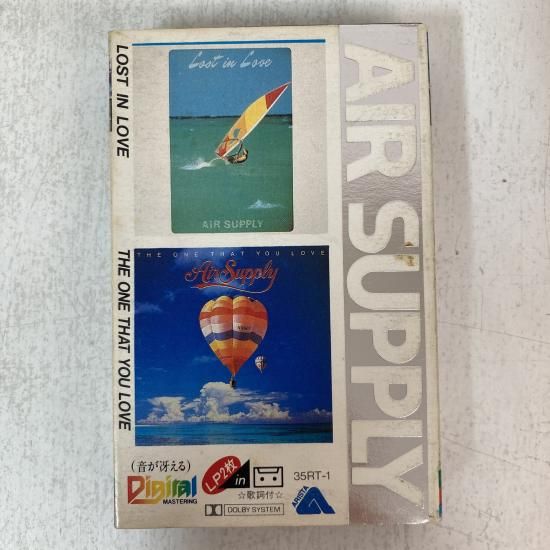 LOST IN LOVE
Lost in Love
AIR SUPPLY
THE ONE THAT YOU LOVE
THE ONE THAT YOU LOVE
Air Supply
AIR SUPPLY
(音が冴える)
Digital
MASTERING
LP2枚
in
☆歌詞付☆
DOLBY SYSTEM
35RT-1
ARISTA